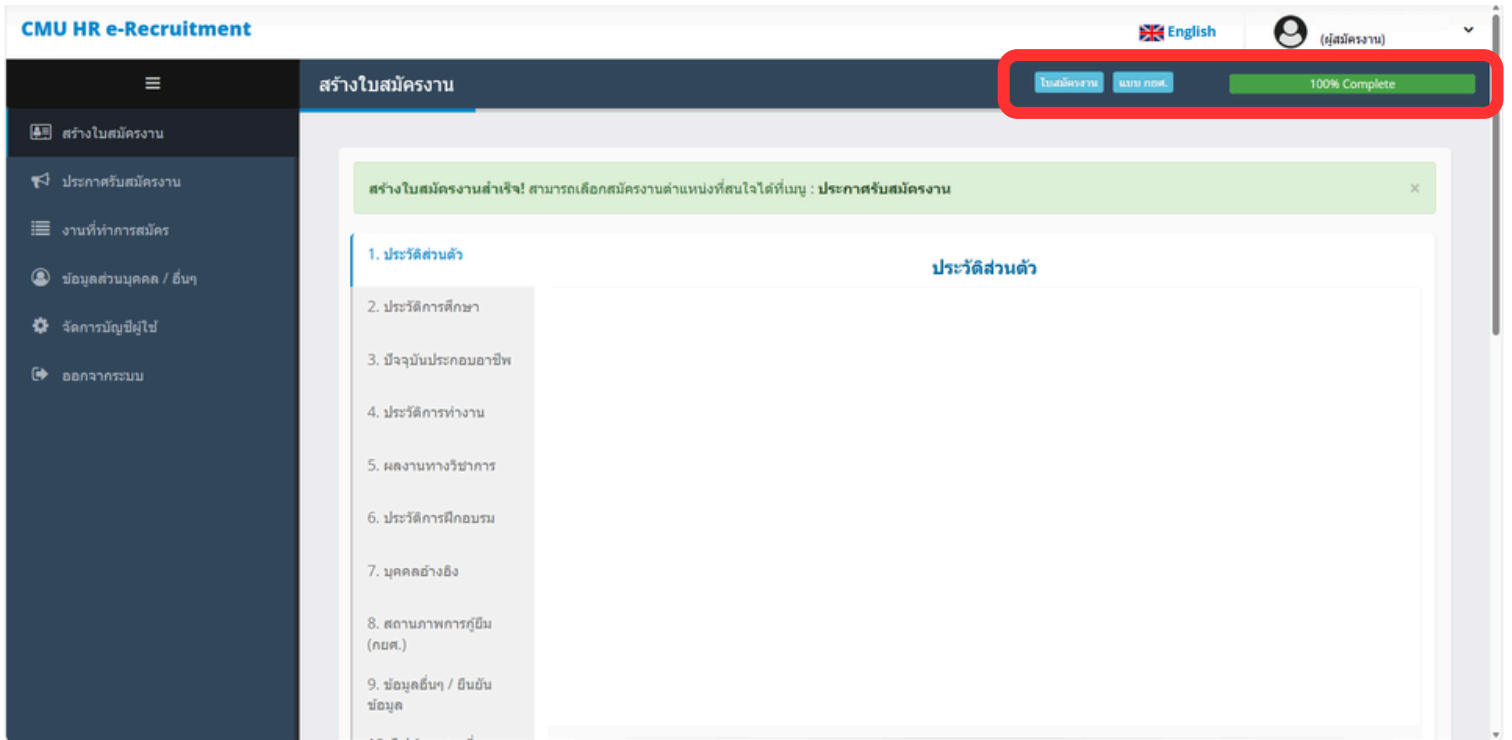 CMU HR e-Recruitment
English
(ผู้สมัครงาน)
สร้างใบสมัครงาน
ใบสมัครงาน
แบบ กยศ.
100% Complete
สร้างใบสมัครงาน
ประกาศรับสมัครงาน
งานที่ทำการสมัคร
ข้อมูลส่วนบุคคล / อื่นๆ
จัดการบัญชีผู้ใช้
ออกจากระบบ
สร้างใบสมัครงานสำเร็จ! สามารถเลือกสมัครงานตำแหน่งที่สนใจได้ที่เมนู : ประกาศรับสมัครงาน
×
1. ประวัติส่วนตัว
2. ประวัติการศึกษา
3. ปัจจุบันประกอบอาชีพ
4. ประวัติการทำงาน
5. ผลงานทางวิชาการ
6. ประวัติการฝึกอบรม
7. บุคคลอ้างอิง
8. สถานภาพการกู้ยืม
(กยศ.)
9. ข้อมูลอื่นๆ / ยืนยัน
ข้อมูล
ประวัติส่วนตัว